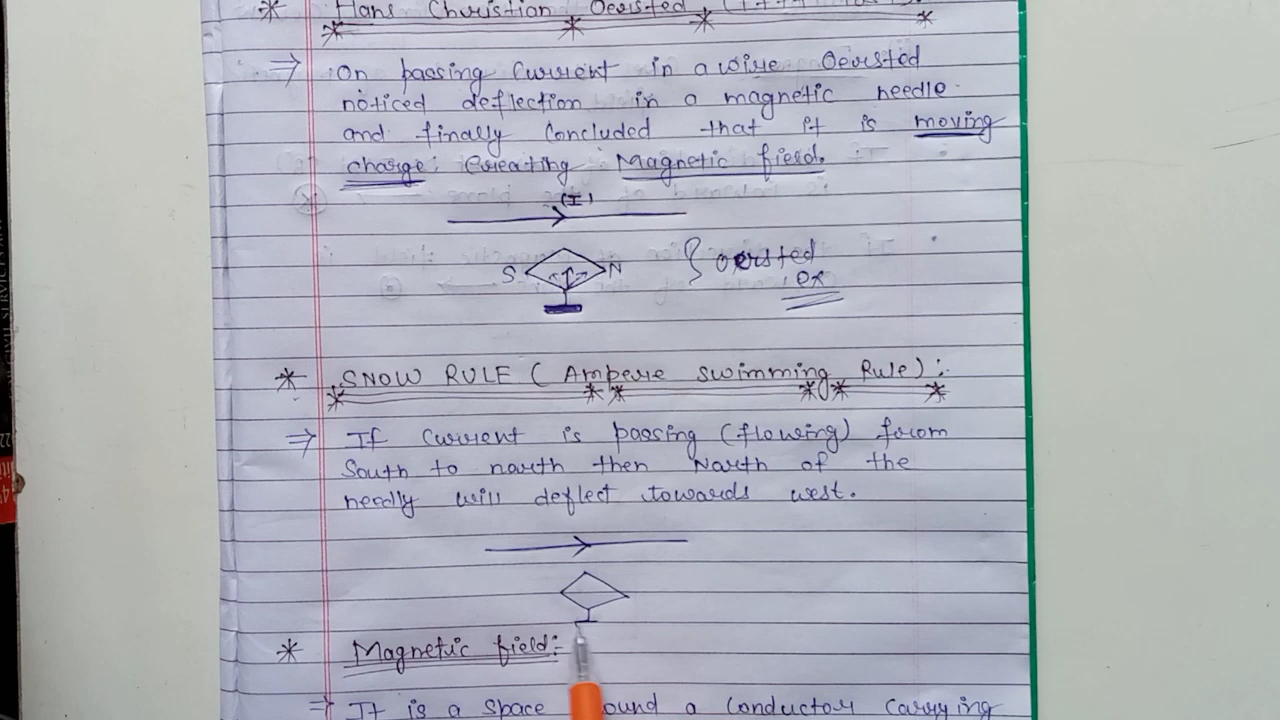 * Hans Christian Oersted
⇒ On passing current in a wire Oersted
noticed deflection in a magnetic needle
and finally concluded that it is moving
charge; creating Magnetic field.
(I)
S N } oersted
ex
* SNOW RULE (Ampere swimming Rule):
⇒ If current is passing (flowing) from
South to north then North of the
needly will deflect towards west.
* Magnetic field:
⇒ It is a space ound a conductor carrying